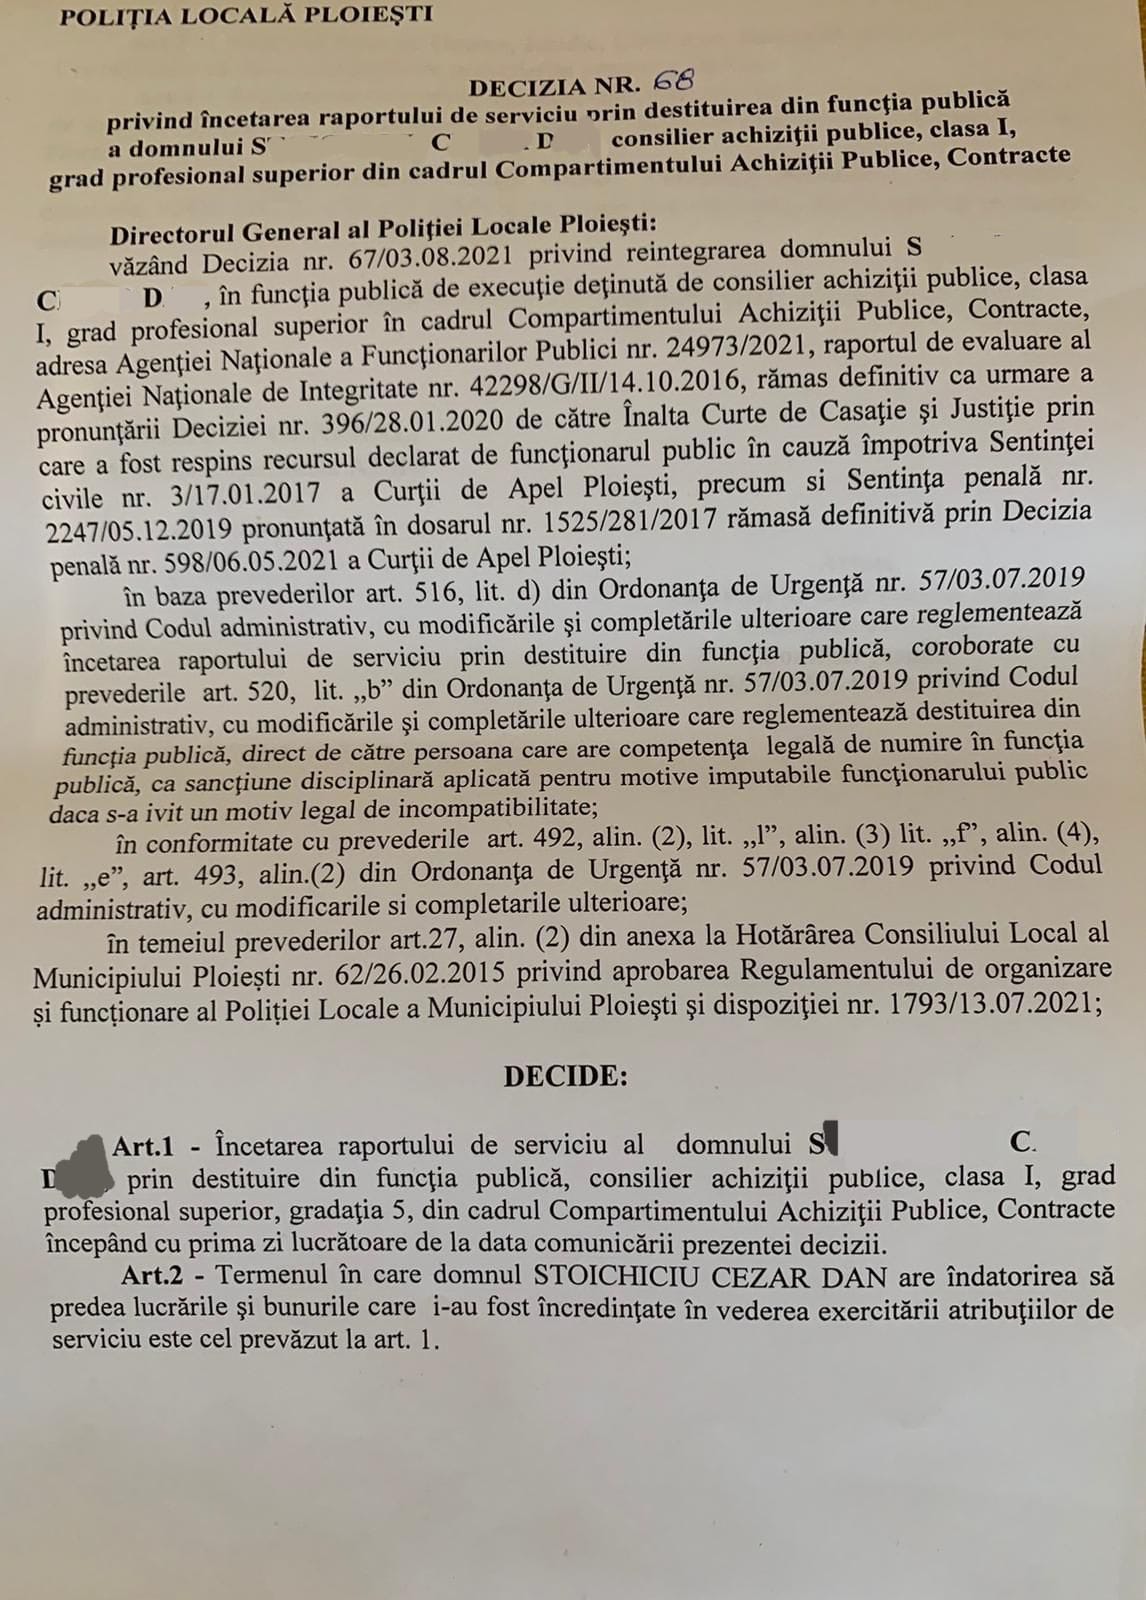 POLIȚIA LOCALĂ PLOIEȘTI
DECIZIA NR. 68
privind încetarea raportului de serviciu prin destituirea din funcția publică
a domnului S C . D consilier achiziţii publice, clasa I,
grad profesional superior din cadrul Compartimentului Achiziţii Publice, Contracte
Directorul General al Poliţiei Locale Ploieşti:
văzând Decizia nr. 67/03.08.2021 privind reintegrarea domnului S
C D , în funcţia publică de execuţie deţinută de consilier achiziţii publice, clasa
I, grad profesional superior în cadrul Compartimentului Achiziţii Publice, Contracte,
adresa Agenţiei Naţionale a Funcţionarilor Publici nr. 24973/2021, raportul de evaluare al
Agenţiei Naţionale de Integritate nr. 42298/G/II/14.10.2016, rămas definitiv ca urmare a
pronunţării Deciziei nr. 396/28.01.2020 de către Înalta Curte de Casaţie şi Justiţie prin
care a fost respins recursul declarat de funcţionarul public în cauză împotriva Sentinţei
civile nr. 3/17.01.2017 a Curţii de Apel Ploieşti, precum si Sentinţa penală nr.
2247/05.12.2019 pronunţată în dosarul nr. 1525/281/2017 rămasă definitivă prin Decizia
penală nr. 598/06.05.2021 a Curţii de Apel Ploieşti;
în baza prevederilor art. 516, lit. d) din Ordonanţa de Urgenţă nr. 57/03.07.2019
privind Codul administrativ, cu modificările şi completările ulterioare care reglementează
încetarea raportului de serviciu prin destituire din funcţia publică, coroborate cu
prevederile art. 520, lit. „b” din Ordonanţa de Urgenţă nr. 57/03.07.2019 privind Codul
administrativ, cu modificările şi completările ulterioare care reglementează destituirea din
funcţia publică, direct de către persoana care are competenţa legală de numire în funcţia
publică, ca sancţiune disciplinară aplicată pentru motive imputabile funcţionarului public
daca s-a ivit un motiv legal de incompatibilitate;
în conformitate cu prevederile art. 492, alin. (2), lit. „l”, alin. (3) lit. „f”, alin. (4),
lit. „e”, art. 493, alin.(2) din Ordonanţa de Urgenţă nr. 57/03.07.2019 privind Codul
administrativ, cu modificarile si completarile ulterioare;
în temeiul prevederilor art.27, alin. (2) din anexa la Hotărârea Consiliului Local al
Municipiului Ploiești nr. 62/26.02.2015 privind aprobarea Regulamentului de organizare
și funcționare al Poliției Locale a Municipiului Ploieşti şi dispoziţiei nr. 1793/13.07.2021;
DECIDE:
Art.1 - Încetarea raportului de serviciu al domnului S C.
D prin destituire din funcţia publică, consilier achiziţii publice, clasa I, grad
profesional superior, gradaţia 5, din cadrul Compartimentului Achiziţii Publice, Contracte
începând cu prima zi lucrătoare de la data comunicării prezentei decizii.
Art.2 - Termenul în care domnul STOICHICIU CEZAR DAN are îndatorirea să
predea lucrările şi bunurile care i-au fost încredinţate în vederea exercitării atribuţiilor de
serviciu este cel prevăzut la art. 1.